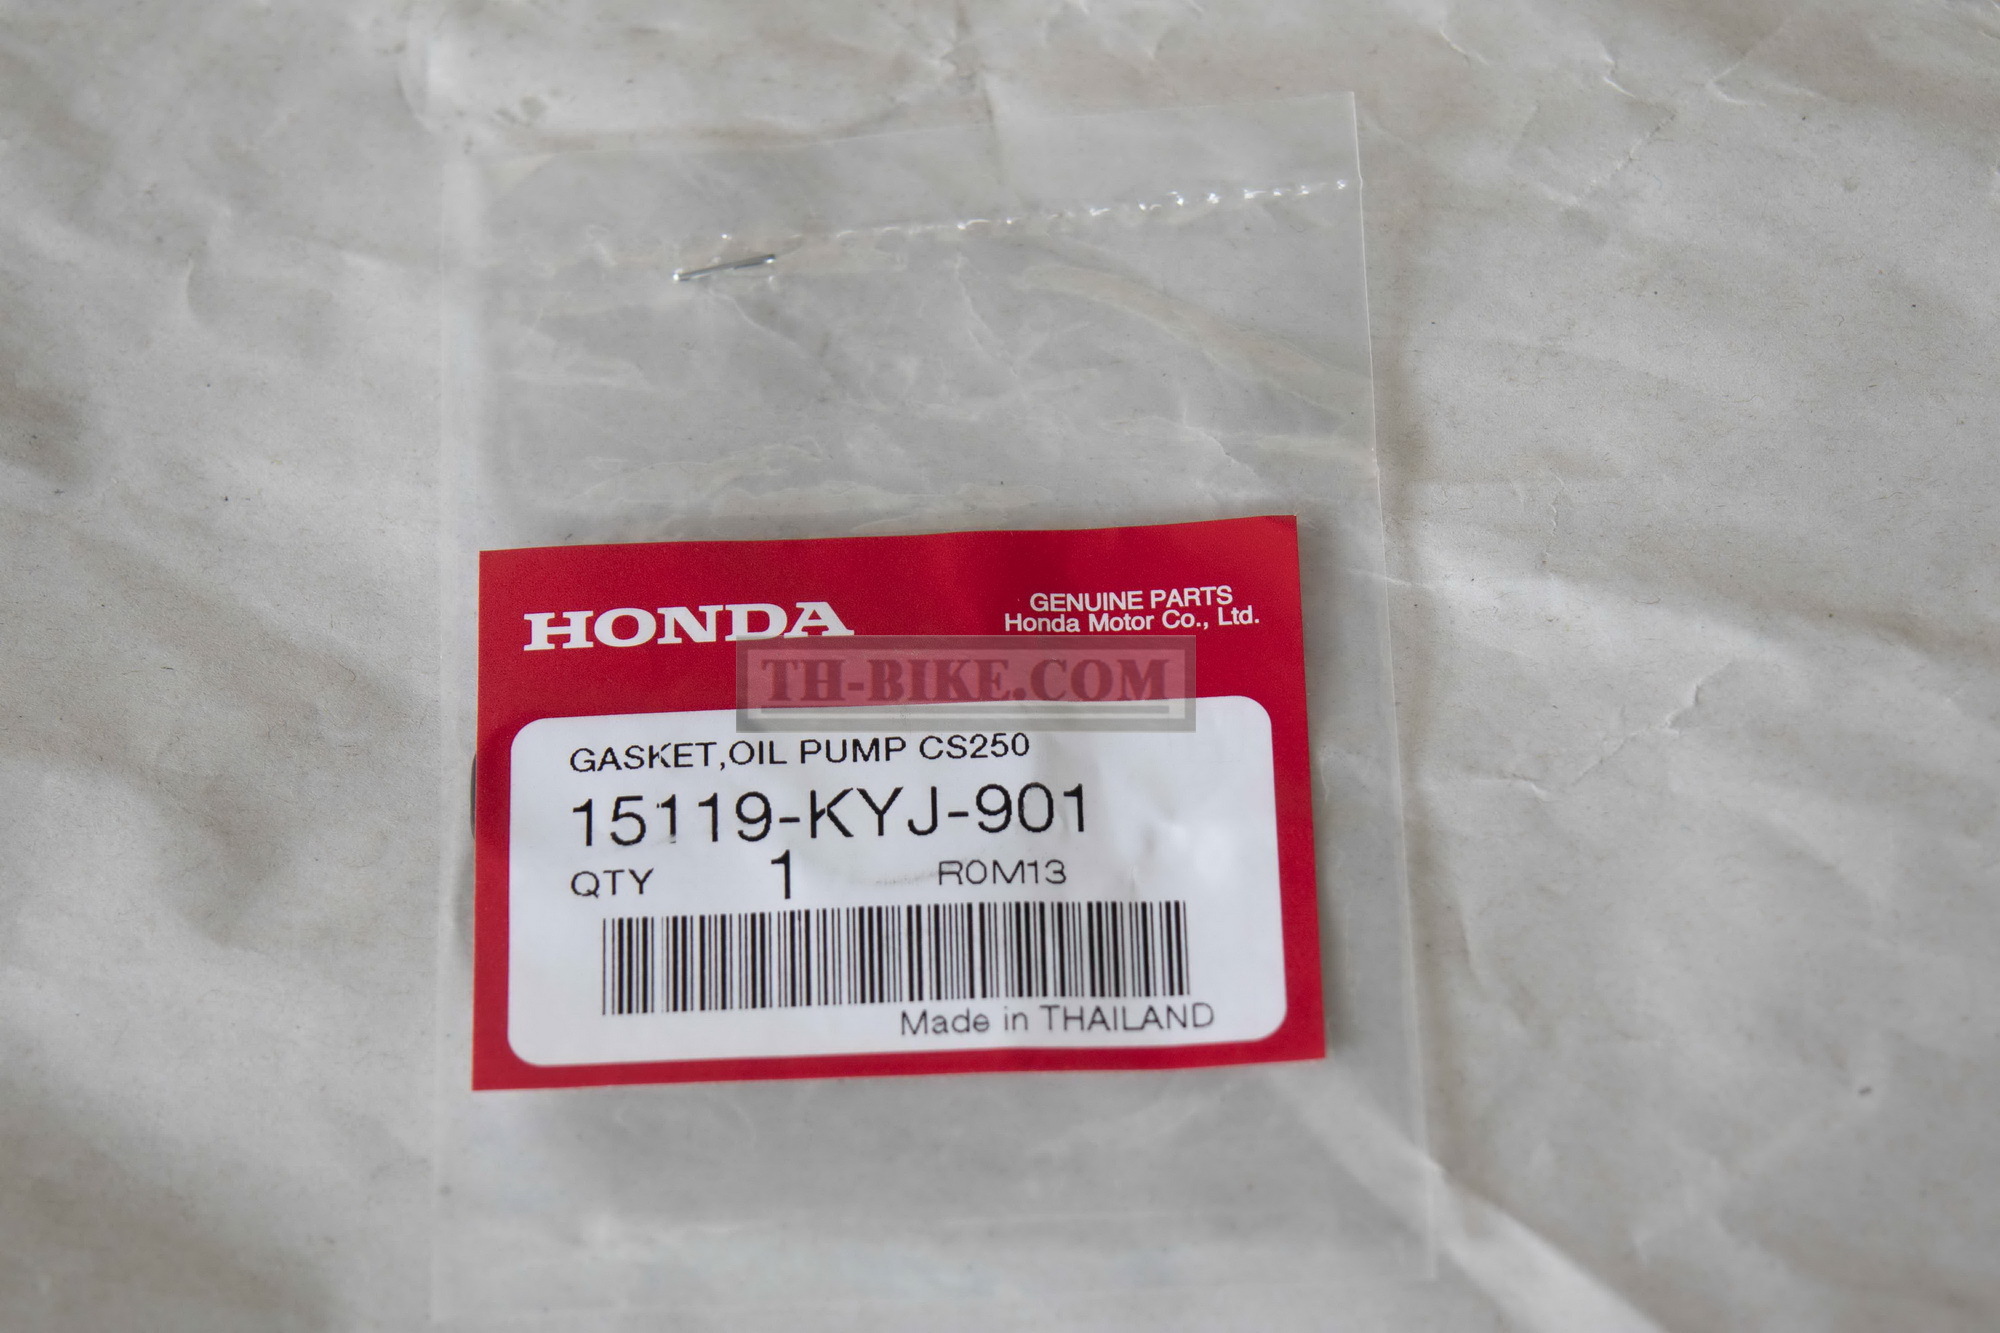 HONDA
GENUINE PARTS
Honda Motor Co., Ltd.
TH-BIKE.COM
GASKET,OIL PUMP CS250
15119-KYJ-901
QTY 1 R0M13
Made in THAILAND